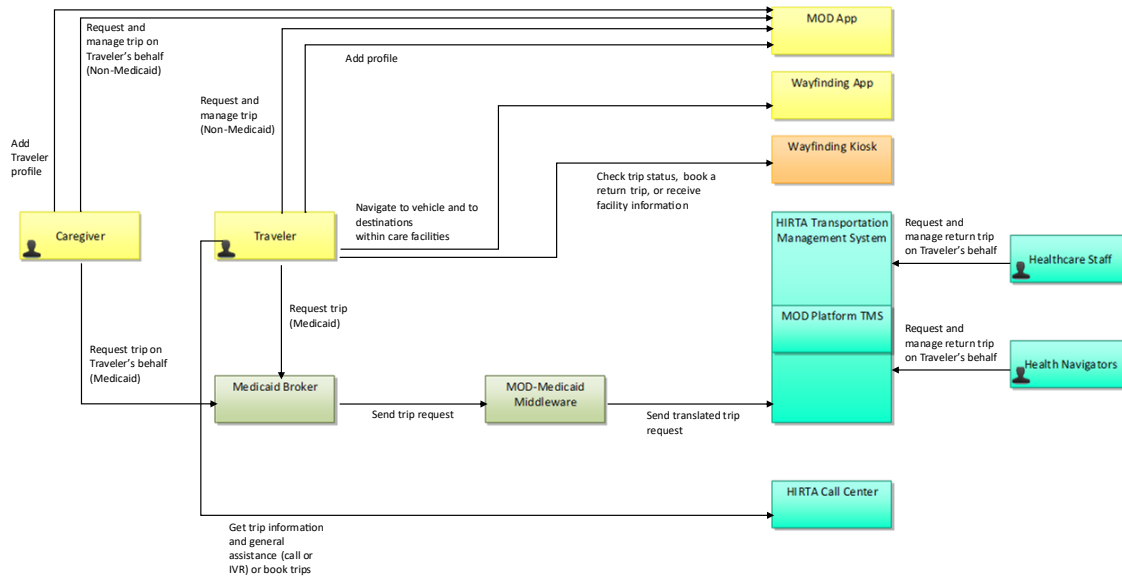 MOD App
Request and
manage trip on
Traveler's behalf
(Non-Medicaid)
Add profile
Request and
manage trip
(Non-Medicaid)
Wayfinding App
Add
Traveler
profile
Wayfinding Kiosk
Check trip status, book a
return trip, or receive
facility information
Navigate to vehicle and to
destinations
within care facilities
Caregiver
Traveler
HIRTA Transportation
Management System
Request and
manage return trip
on Traveler's behalf
Healthcare Staff
MOD Platform TMS
Request trip
(Medicaid)
Request and
manage return trip
on Traveler's behalf
Health Navigators
Request trip on
Traveler's behalf
(Medicaid)
Medicaid Broker
Send trip request
MOD-Medicaid
Middleware
Send translated trip
request
HIRTA Call Center
Get trip information
and general
assistance (call or
IVR) or book trips